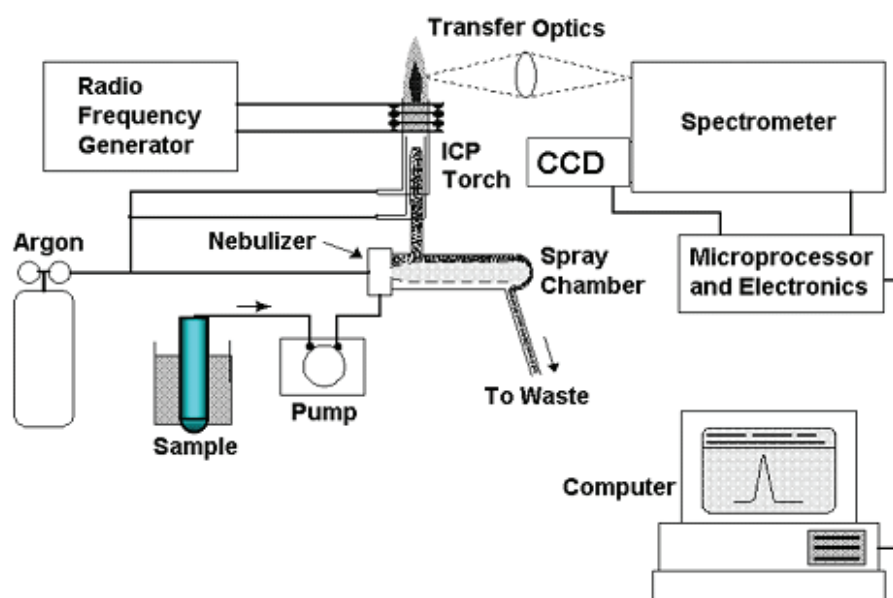 Transfer Optics
Radio
Frequency
Generator
Spectrometer
ICP
Torch
CCD
Argon
Nebulizer
Spray
Chamber
Microprocessor
and Electronics
To Waste
Pump
Sample
Computer